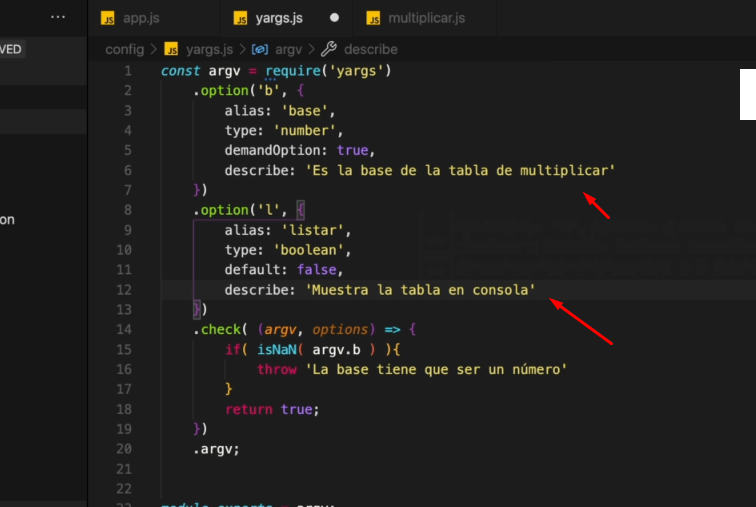 JS app.js JS yargs.js JS multiplicar.js
VED
config > JS yargs.js > argv > describe
1 const argv = require('yargs')
2 .option('b', {
3 alias: 'base',
4 type: 'number',
5 demandOption: true,
6 describe: 'Es la base de la tabla de multiplicar'
7 })
8 .option('l', {
9 alias: 'listar',
10 type: 'boolean',
11 default: false,
12 describe: 'Muestra la tabla en consola'
13 })
14 .check( (argv, options) => {
15 if( isNaN( argv.b ) ){
16 throw 'La base tiene que ser un número'
17 }
18 return true;
19 })
20 .argv;
21
22
on